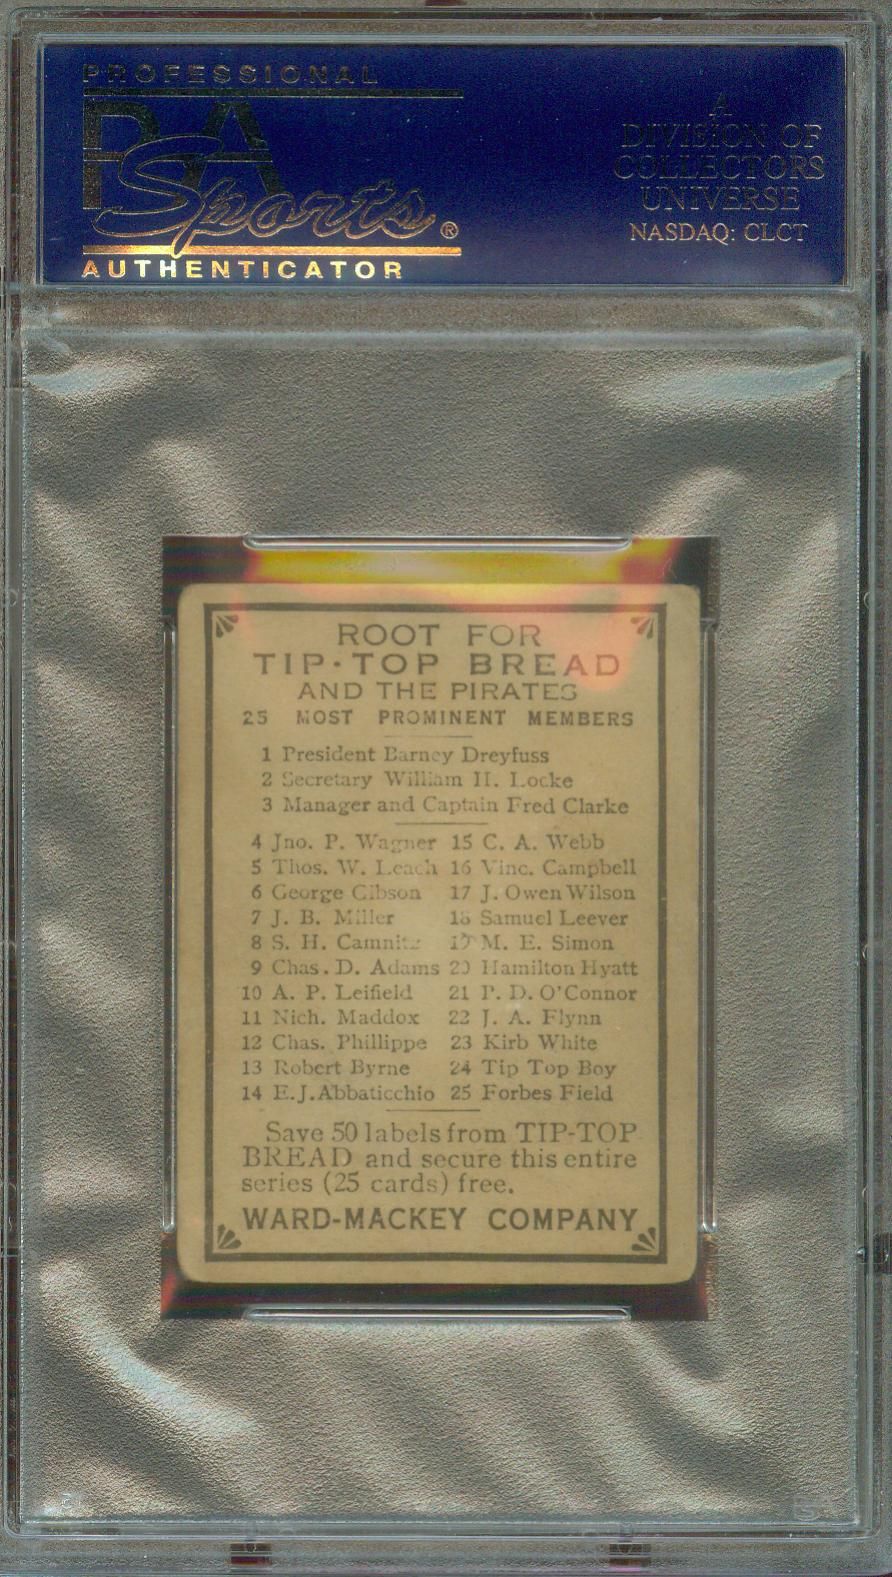 PROFESSIONAL
PSA
Sports®
AUTHENTICATOR
A
DIVISION OF
COLLECTORS
UNIVERSE
NASDAQ: CLCT
ROOT FOR
TIP-TOP BREAD
AND THE PIRATES
25 MOST PROMINENT MEMBERS
1 President Barney Dreyfuss
2 Secretary William H. Locke
3 Manager and Captain Fred Clarke
4 Jno. P. Wagner 15 C. A. Webb
5 Thos. W. Leach 16 Vinc. Campbell
6 George Gibson 17 J. Owen Wilson
7 J. B. Miller 18 Samuel Leever
8 S. H. Camnitz 19 M. E. Simon
9 Chas. D. Adams 20 Hamilton Hyatt
10 A. P. Leifield 21 P. D. O'Connor
11 Nich. Maddox 22 J. A. Flynn
12 Chas. Phillippe 23 Kirb White
13 Robert Byrne 24 Tip Top Boy
14 E.J. Abbaticchio 25 Forbes Field
Save 50 labels from TIP-TOP
BREAD and secure this entire
series (25 cards) free.
WARD-MACKEY COMPANY